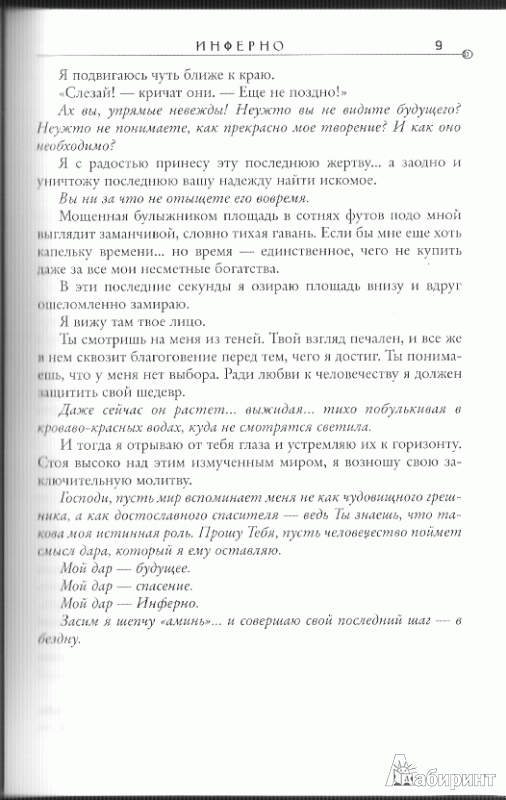 ИНФЕРНО 9
Я подвигаюсь чуть ближе к краю.
«Слезай! — кричат они. — Еще не поздно!»
Ах вы, упрямые невежды! Неужто вы не видите будущего?
Неужто не понимаете, как прекрасно мое творение? И как оно
необходимо?
Я с радостью принесу эту последнюю жертву... а заодно и
уничтожу последнюю вашу надежду найти искомое.
Вы ни за что не отыщете его вовремя.
Мощенная булыжником площадь в сотнях футов подо мной
выглядит заманчивой, словно тихая гавань. Если бы мне еще хоть
капельку времени... но время — единственное, чего не купить
даже за все мои несметные богатства.
В эти последние секунды я озираю площадь внизу и вдруг
ошеломленно замираю.
Я вижу там твое лицо.
Ты смотришь на меня из теней. Твой взгляд печален, и все же
в нем сквозит благоговение перед тем, чего я достиг. Ты понима-
ешь, что у меня нет выбора. Ради любви к человечеству я должен
защитить свой шедевр.
Даже сейчас он растет... выжидая... тихо побулькивая в
кроваво-красных водах, куда не смотрятся светила.
И тогда я отрываю от тебя глаза и устремляю их к горизонту.
Стоя высоко над этим измученным миром, я возношу свою за-
ключительную молитву.
Господи, пусть мир вспоминает меня не как чудовищного греш-
ника, а как достославного спасителя — ведь Ты знаешь, что та-
кова моя истинная роль. Прошу Тебя, пусть человечество поймет
смысл дара, который я ему оставляю.
Мой дар — будущее.
Мой дар — спасение.
Мой дар — Инферно.
Засим я шепчу «аминь»... и совершаю свой последний шаг — в
бездну.
Лабиринт